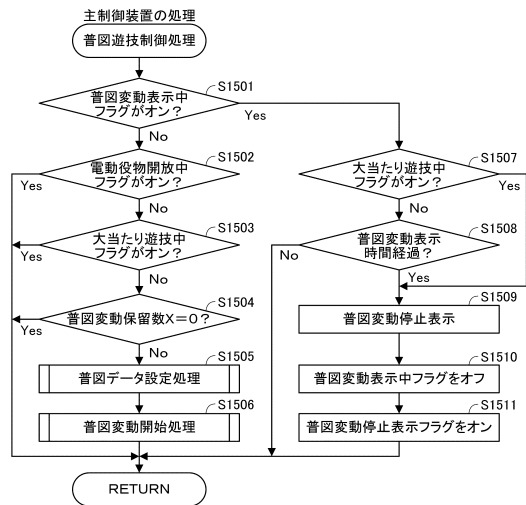 主制御装置の処理
普図遊技制御処理
S1501
普図変動表示中
フラグがオン？
Yes
No
S1502
電動役物開放中
フラグがオン？
Yes
No
S1503
大当たり遊技中
フラグがオン？
Yes
No
S1504
普図変動保留数X＝0？
Yes
No
S1505
普図データ設定処理
S1506
普図変動開始処理
S1507
大当たり遊技中
フラグがオン？
Yes
No
S1508
普図変動表示
時間経過？
No
Yes
S1509
普図変動停止表示
S1510
普図変動表示中フラグをオフ
S1511
普図変動停止表示フラグをオン
RETURN